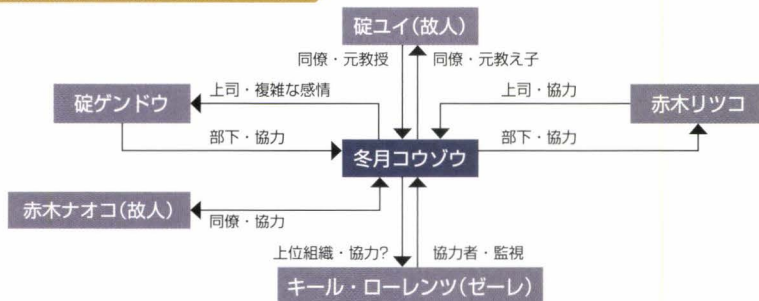 碇ユイ(故人)
同僚・元教授
同僚・元教え子
碇ゲンドウ
上司・複雑な感情
上司・協力
赤木リツコ
部下・協力
冬月コウゾウ
部下・協力
赤木ナオコ(故人)
同僚・協力
上位組織・協力?
協力者・監視
キール・ローレンツ(ゼーレ)